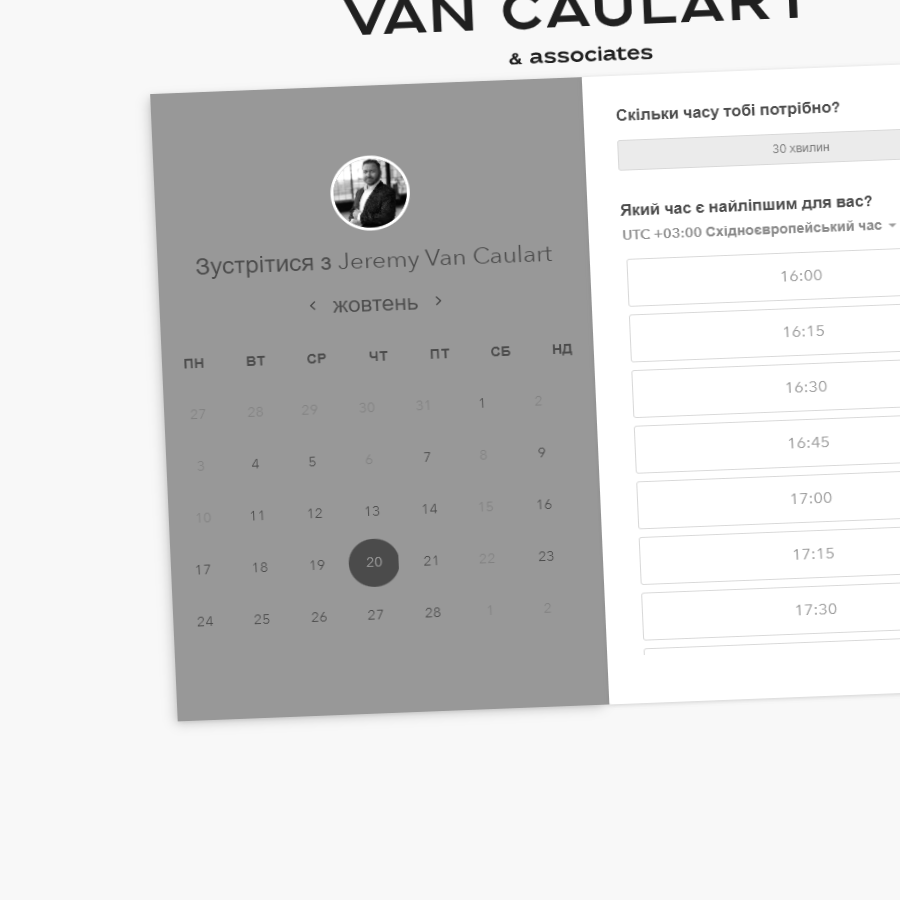 VAN CAULART
& associates
Зустрітися з Jeremy Van Caulart
жовтень
ПН ВТ СР ЧТ ПТ СБ НД
27 28 29 30 31 1 2
3 4 5 6 7 8 9
10 11 12 13 14 15 16
17 18 19 20 21 22 23
24 25 26 27 28 1 2
Скільки часу тобі потрібно?
30 хвилин
Який час є найліпшим для вас?
UTC +03:00 Східноєвропейський час
16:00
16:15
16:30
16:45
17:00
17:15
17:30